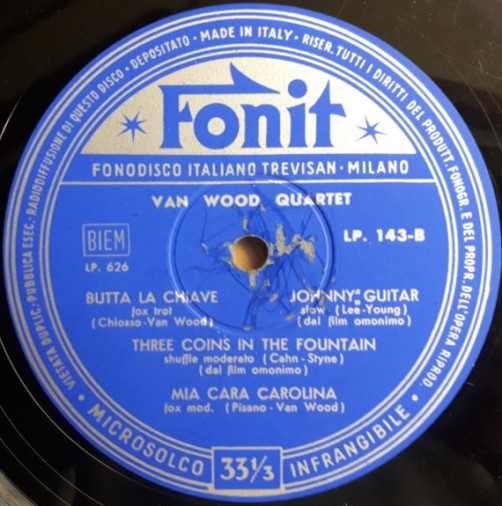 VIETATA DUPLIC. PUBBLICA ESEC. RADIODIFFUSIONE DI QUESTO DISCO • DEPOSITATO • MADE IN ITALY • RISER. TUTTI I DIRITTI DEI PRODUTT. FONOGR. E DEL PROPR. DELL'OPERA RIPROD.
Fonit
FONODISCO ITALIANO TREVISAN • MILANO
VAN WOOD QUARTET
BIEM
LP. 143-B
LP. 626
BUTTA LA CHIAVE
fox trot
(Chiosso-Van Wood)
JOHNNY GUITAR
slow (Lee-Young)
(dal film omonimo)
THREE COINS IN THE FOUNTAIN
shuffle moderato (Cahn-Styne)
(dal film omonimo)
MIA CARA CAROLINA
fox mod. (Pisano-Van Wood)
• MICROSOLCO 33⅓ INFRANGIBILE •